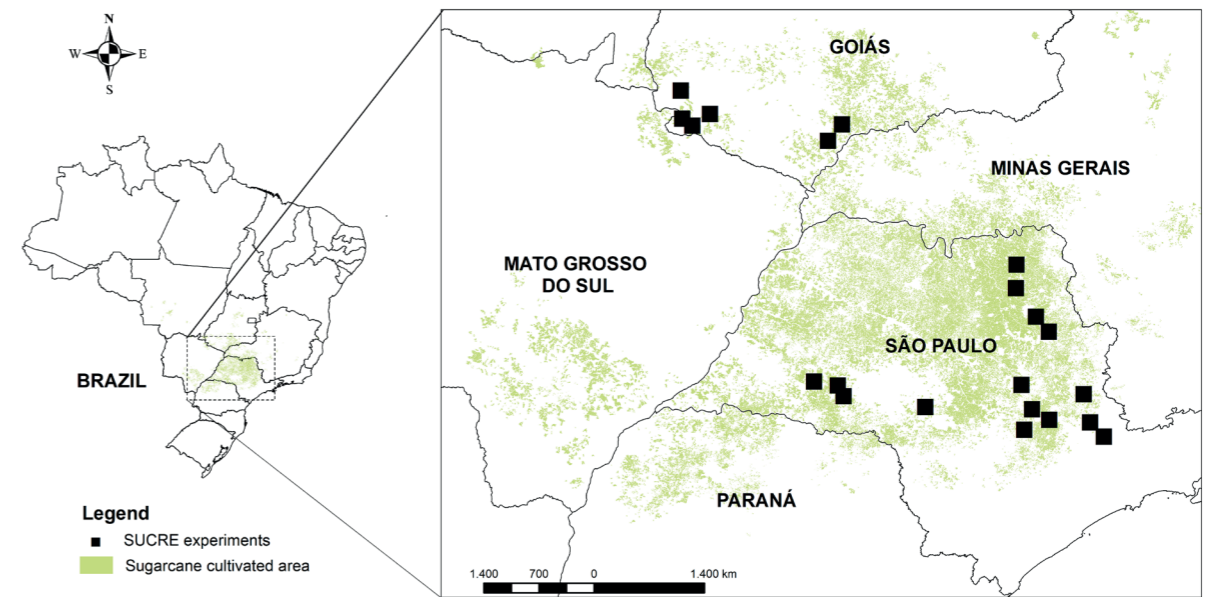 N
W E
S
GOIÁS
MINAS GERAIS
MATO GROSSO
DO SUL
SÃO PAULO
BRAZIL
PARANÁ
Legend
SUCRE experiments
Sugarcane cultivated area
1.400 700 0 1.400 km